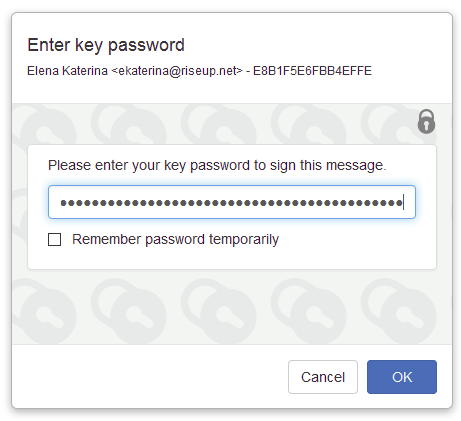 Enter key password
Elena Katerina <ekaterina@riseup.net> - E8B1F5E6FBB4EFFE
Please enter your key password to sign this message.
Remember password temporarily
Cancel
OK